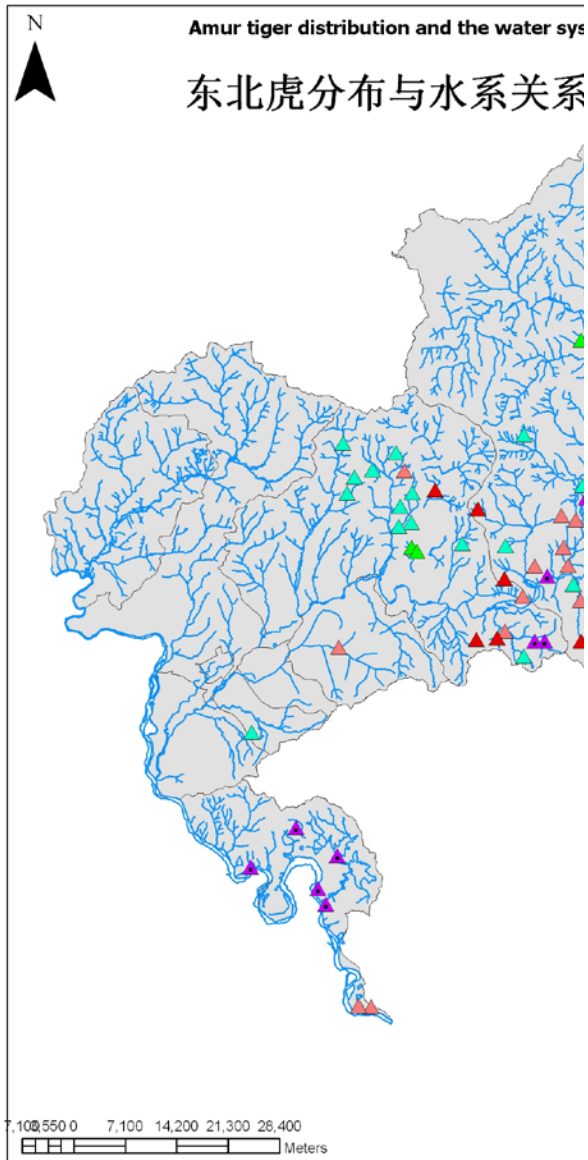 N
Amur tiger distribution and the water sys
东北虎分布与水系关系
7,100 3,550 0 7,100 14,200 21,300 28,400
Meters